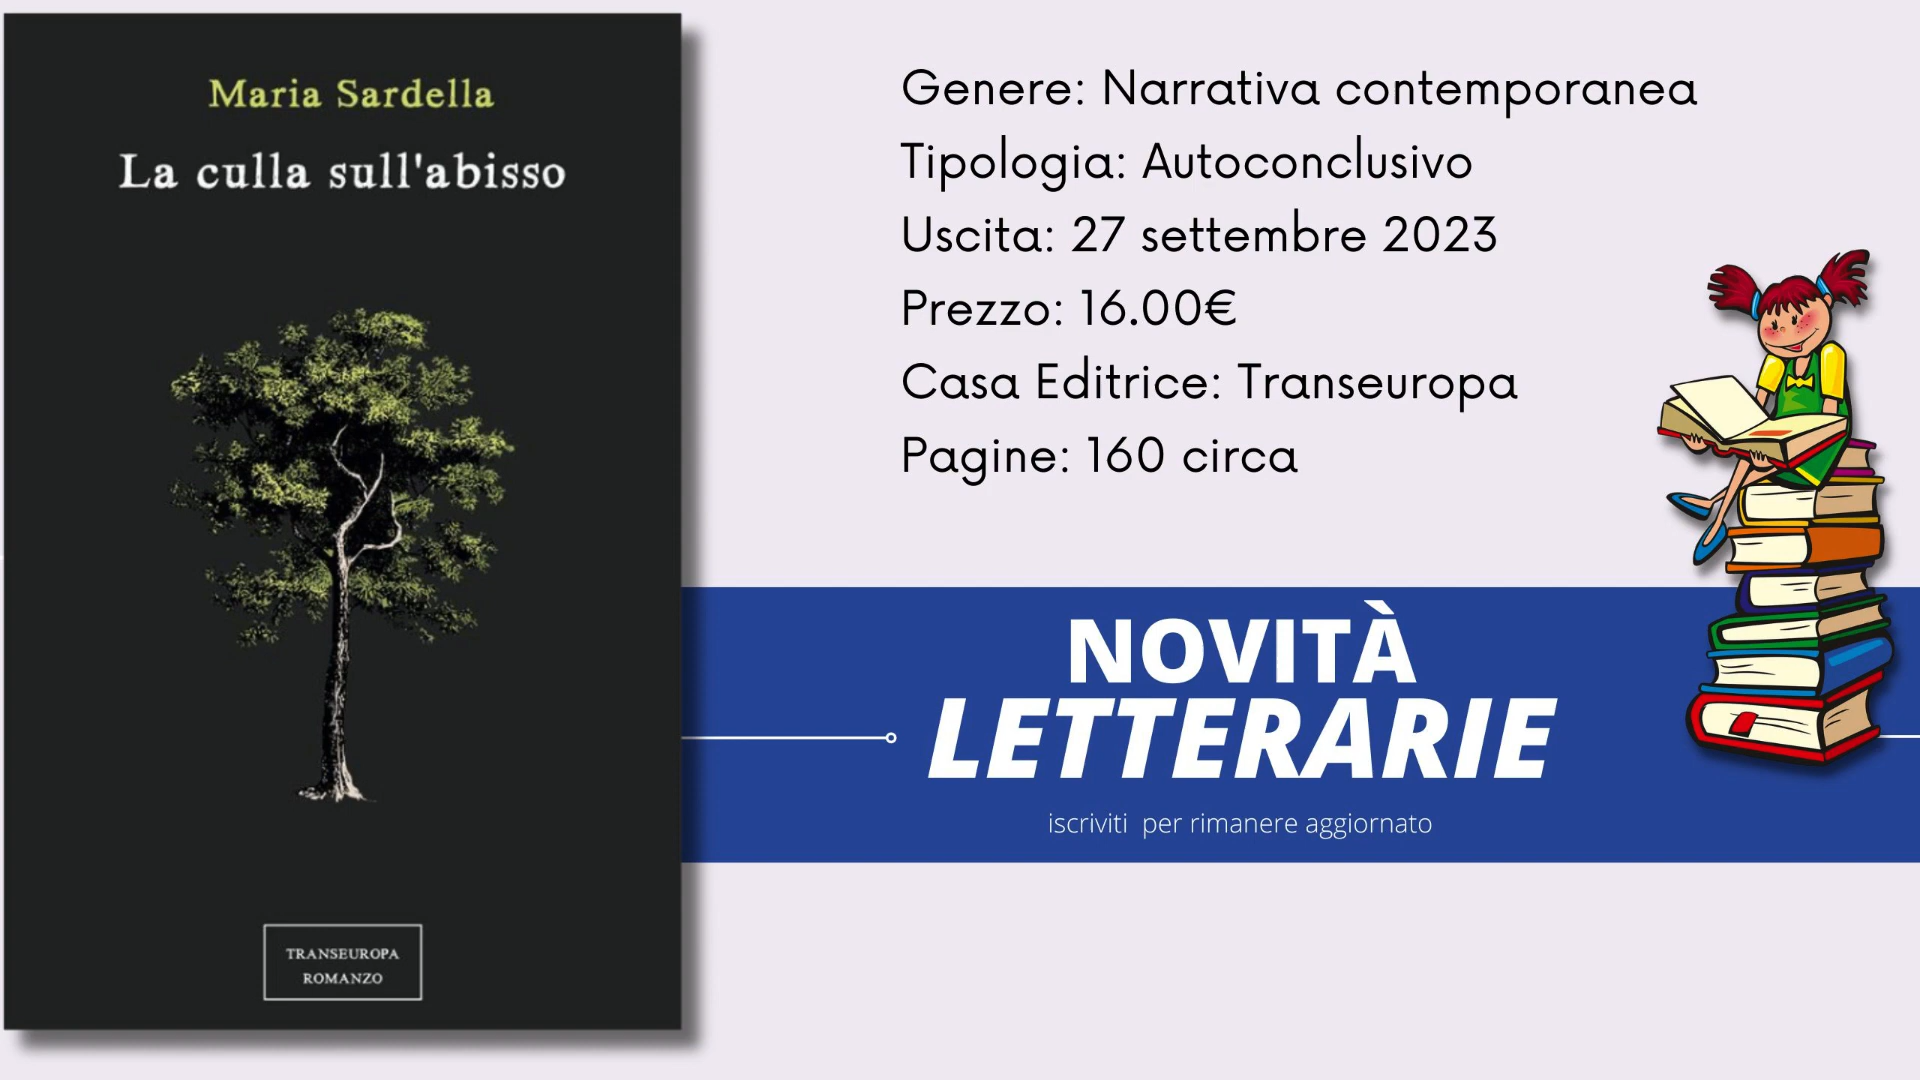 Maria Sardella
La culla sull'abisso
TRANSEUROPA
ROMANZO
Genere: Narrativa contemporanea
Tipologia: Autoconclusivo
Uscita: 27 settembre 2023
Prezzo: 16.00€
Casa Editrice: Transeuropa
Pagine: 160 circa
NOVITÀ
LETTERARIE
iscriviti per rimanere aggiornato